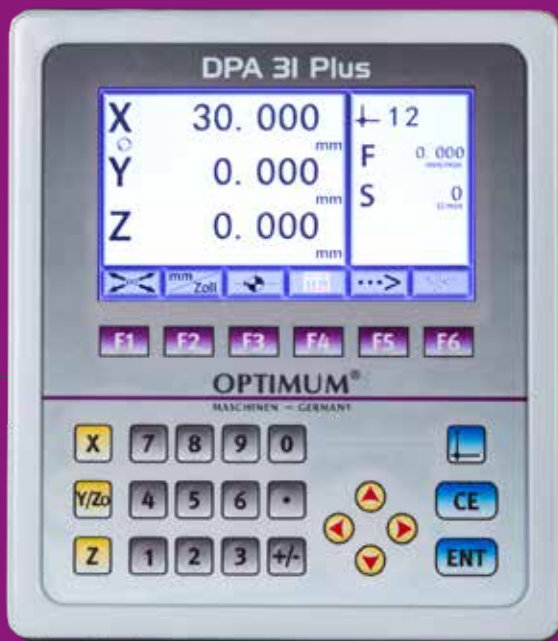 DPA 31 Plus
X 30.000 mm
Y 0.000 mm
Z 0.000 mm
12
F 0.000 mm/min
S 0
mm Zoll ···>
F1 F2 F3 F4 F5 F6
OPTIMUM®
MASCHINEN - GERMANY
X 7 8 9 0
Y/Zo 4 5 6 • CE
Z 1 2 3 +/- ENT